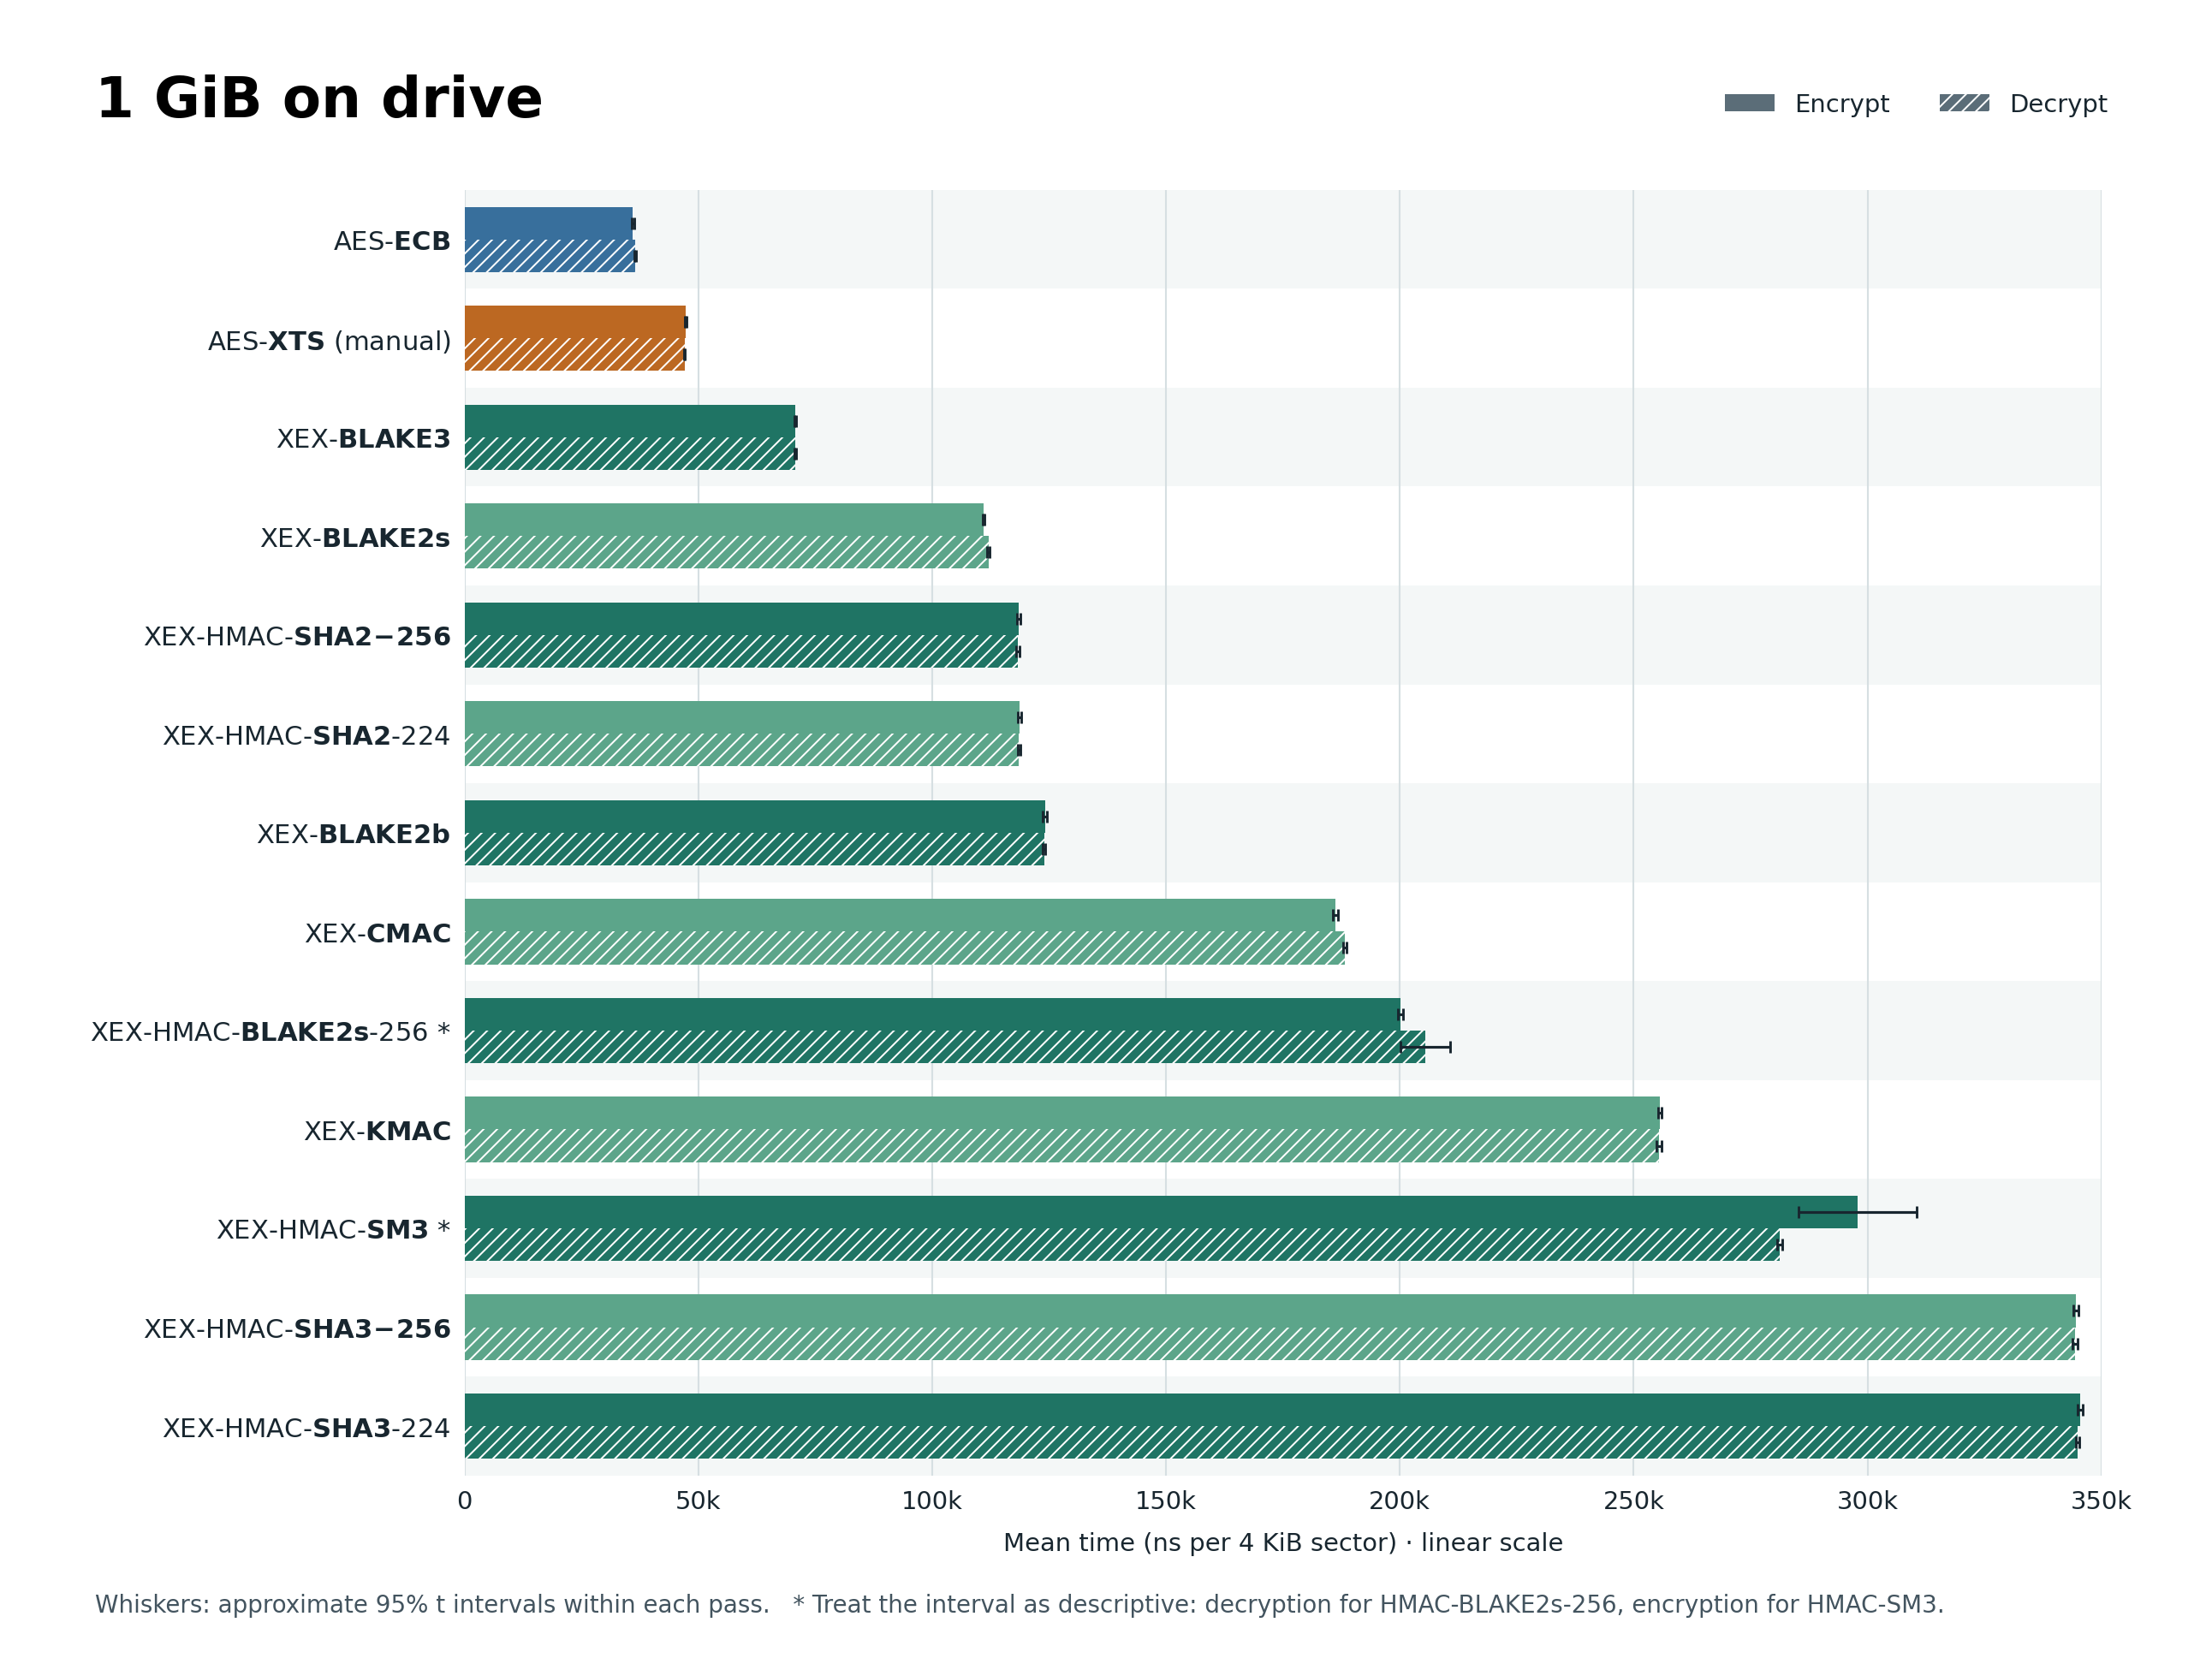 1 GiB on drive
Encrypt
Decrypt
AES-ECB
AES-XTS (manual)
XEX-BLAKE3
XEX-BLAKE2s
XEX-HMAC-SHA2−256
XEX-HMAC-SHA2-224
XEX-BLAKE2b
XEX-CMAC
XEX-HMAC-BLAKE2s-256 *
XEX-KMAC
XEX-HMAC-SM3 *
XEX-HMAC-SHA3−256
XEX-HMAC-SHA3-224
0 50k 100k 150k 200k 250k 300k 350k
Mean time (ns per 4 KiB sector) · linear scale
Whiskers: approximate 95% t intervals within each pass. * Treat the interval as descriptive: decryption for HMAC-BLAKE2s-256, encryption for HMAC-SM3.